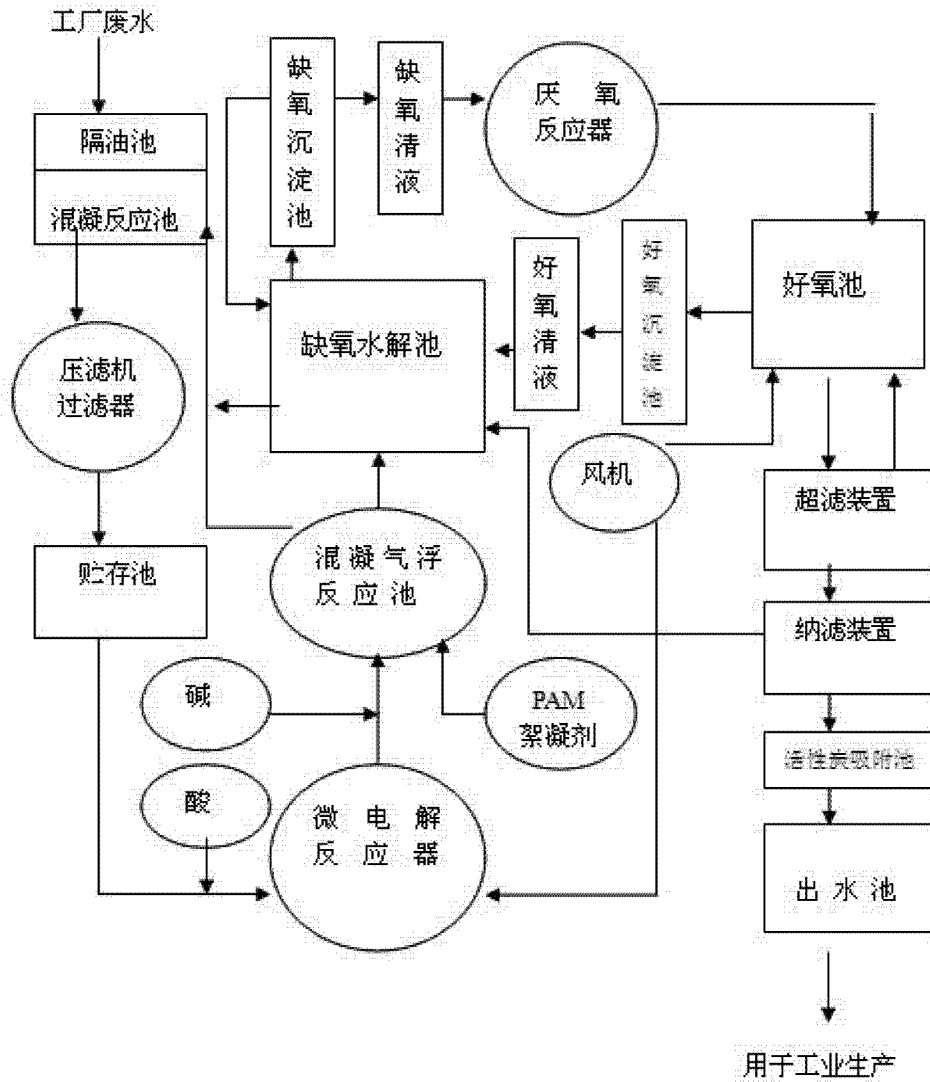 工厂废水
隔油池
混凝反应池
压滤机
过滤器
贮存池
碱
酸
缺氧沉淀池
缺氧清液
厌氧
反应器
缺氧水解池
好氧清液
好氧沉淀池
好氧池
风机
混凝气浮
反应池
PAM
絮凝剂
微电解
反应器
超滤装置
纳滤装置
活性炭吸附池
出水池
用于工业生产